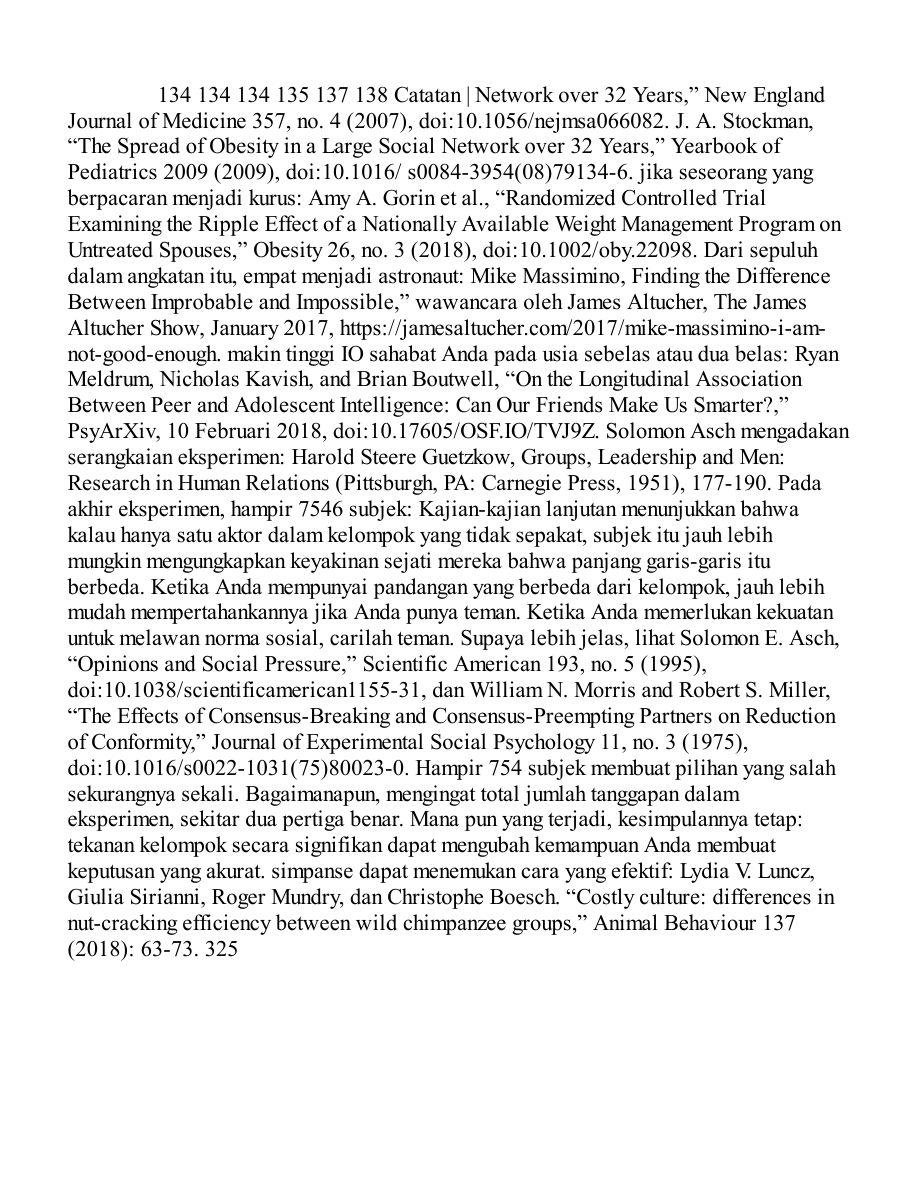 134 134 134 135 137 138 Catatan | Network over 32 Years,” New England
Journal of Medicine 357, no. 4 (2007), doi:10.1056/nejmsa066082. J. A. Stockman,
“The Spread of Obesity in a Large Social Network over 32 Years,” Yearbook of
Pediatrics 2009 (2009), doi:10.1016/ s0084-3954(08)79134-6. jika seseorang yang
berpacaran menjadi kurus: Amy A. Gorin et al., “Randomized Controlled Trial
Examining the Ripple Effect of a Nationally Available Weight Management Program on
Untreated Spouses,” Obesity 26, no. 3 (2018), doi:10.1002/oby.22098. Dari sepuluh
dalam angkatan itu, empat menjadi astronaut: Mike Massimino, Finding the Difference
Between Improbable and Impossible,” wawancara oleh James Altucher, The James
Altucher Show, January 2017, https://jamesaltucher.com/2017/mike-massimino-i-am-
not-good-enough. makin tinggi IO sahabat Anda pada usia sebelas atau dua belas: Ryan
Meldrum, Nicholas Kavish, and Brian Boutwell, “On the Longitudinal Association
Between Peer and Adolescent Intelligence: Can Our Friends Make Us Smarter?,”
PsyArXiv, 10 Februari 2018, doi:10.17605/OSF.IO/TVJ9Z. Solomon Asch mengadakan
serangkaian eksperimen: Harold Steere Guetzkow, Groups, Leadership and Men:
Research in Human Relations (Pittsburgh, PA: Carnegie Press, 1951), 177-190. Pada
akhir eksperimen, hampir 7546 subjek: Kajian-kajian lanjutan menunjukkan bahwa
kalau hanya satu aktor dalam kelompok yang tidak sepakat, subjek itu jauh lebih
mungkin mengungkapkan keyakinan sejati mereka bahwa panjang garis-garis itu
berbeda. Ketika Anda mempunyai pandangan yang berbeda dari kelompok, jauh lebih
mudah mempertahankannya jika Anda punya teman. Ketika Anda memerlukan kekuatan
untuk melawan norma sosial, carilah teman. Supaya lebih jelas, lihat Solomon E. Asch,
“Opinions and Social Pressure,” Scientific American 193, no. 5 (1995),
doi:10.1038/scientificamerican1155-31, dan William N. Morris and Robert S. Miller,
“The Effects of Consensus-Breaking and Consensus-Preempting Partners on Reduction
of Conformity,” Journal of Experimental Social Psychology 11, no. 3 (1975),
doi:10.1016/s0022-1031(75)80023-0. Hampir 754 subjek membuat pilihan yang salah
sekurangnya sekali. Bagaimanapun, mengingat total jumlah tanggapan dalam
eksperimen, sekitar dua pertiga benar. Mana pun yang terjadi, kesimpulannya tetap:
tekanan kelompok secara signifikan dapat mengubah kemampuan Anda membuat
keputusan yang akurat. simpanse dapat menemukan cara yang efektif: Lydia V. Luncz,
Giulia Sirianni, Roger Mundry, dan Christophe Boesch. “Costly culture: differences in
nut-cracking efficiency between wild chimpanzee groups,” Animal Behaviour 137
(2018): 63-73. 325